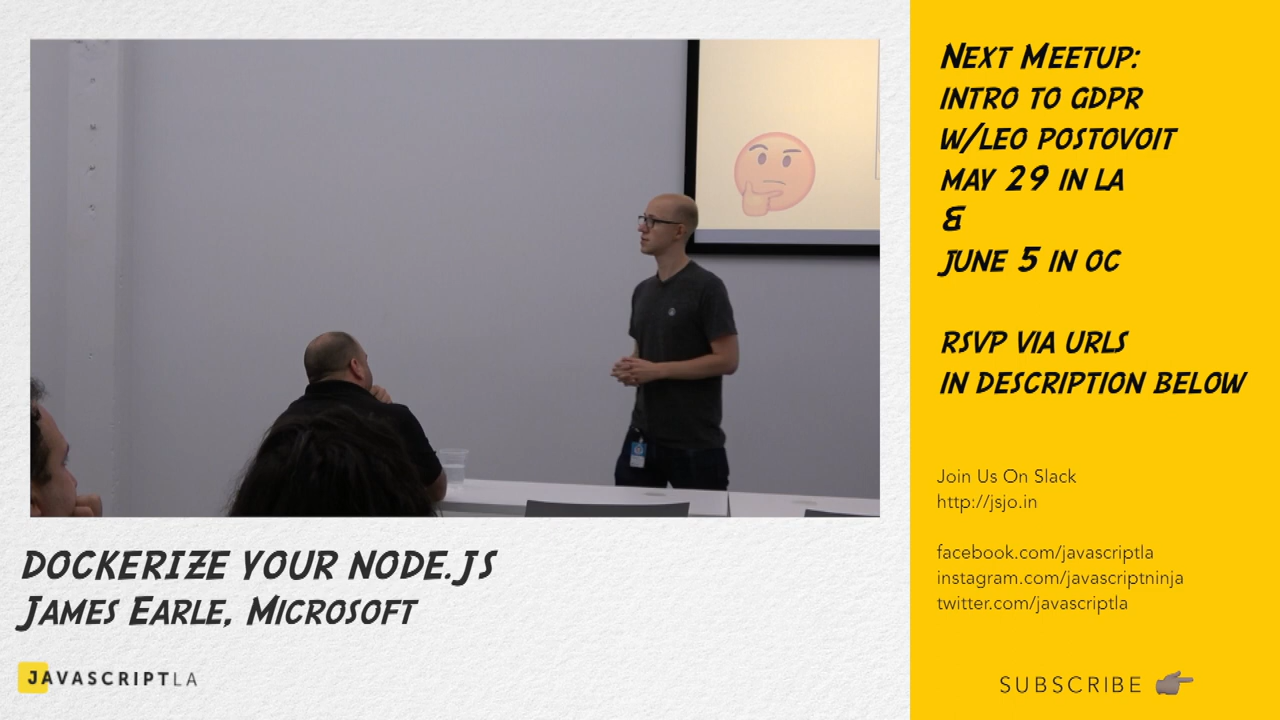 Next Meetup:
intro to GDPR
w/Leo Postovoit
May 29 in LA
&
June 5 in OC
RSVP via URLs
in description below
Join Us On Slack
http://jsjo.in
facebook.com/javascriptla
instagram.com/javascriptninja
twitter.com/javascriptla
SUBSCRIBE
Dockerize Your Node.js
James Earle, Microsoft
JAVASCRIPTLA